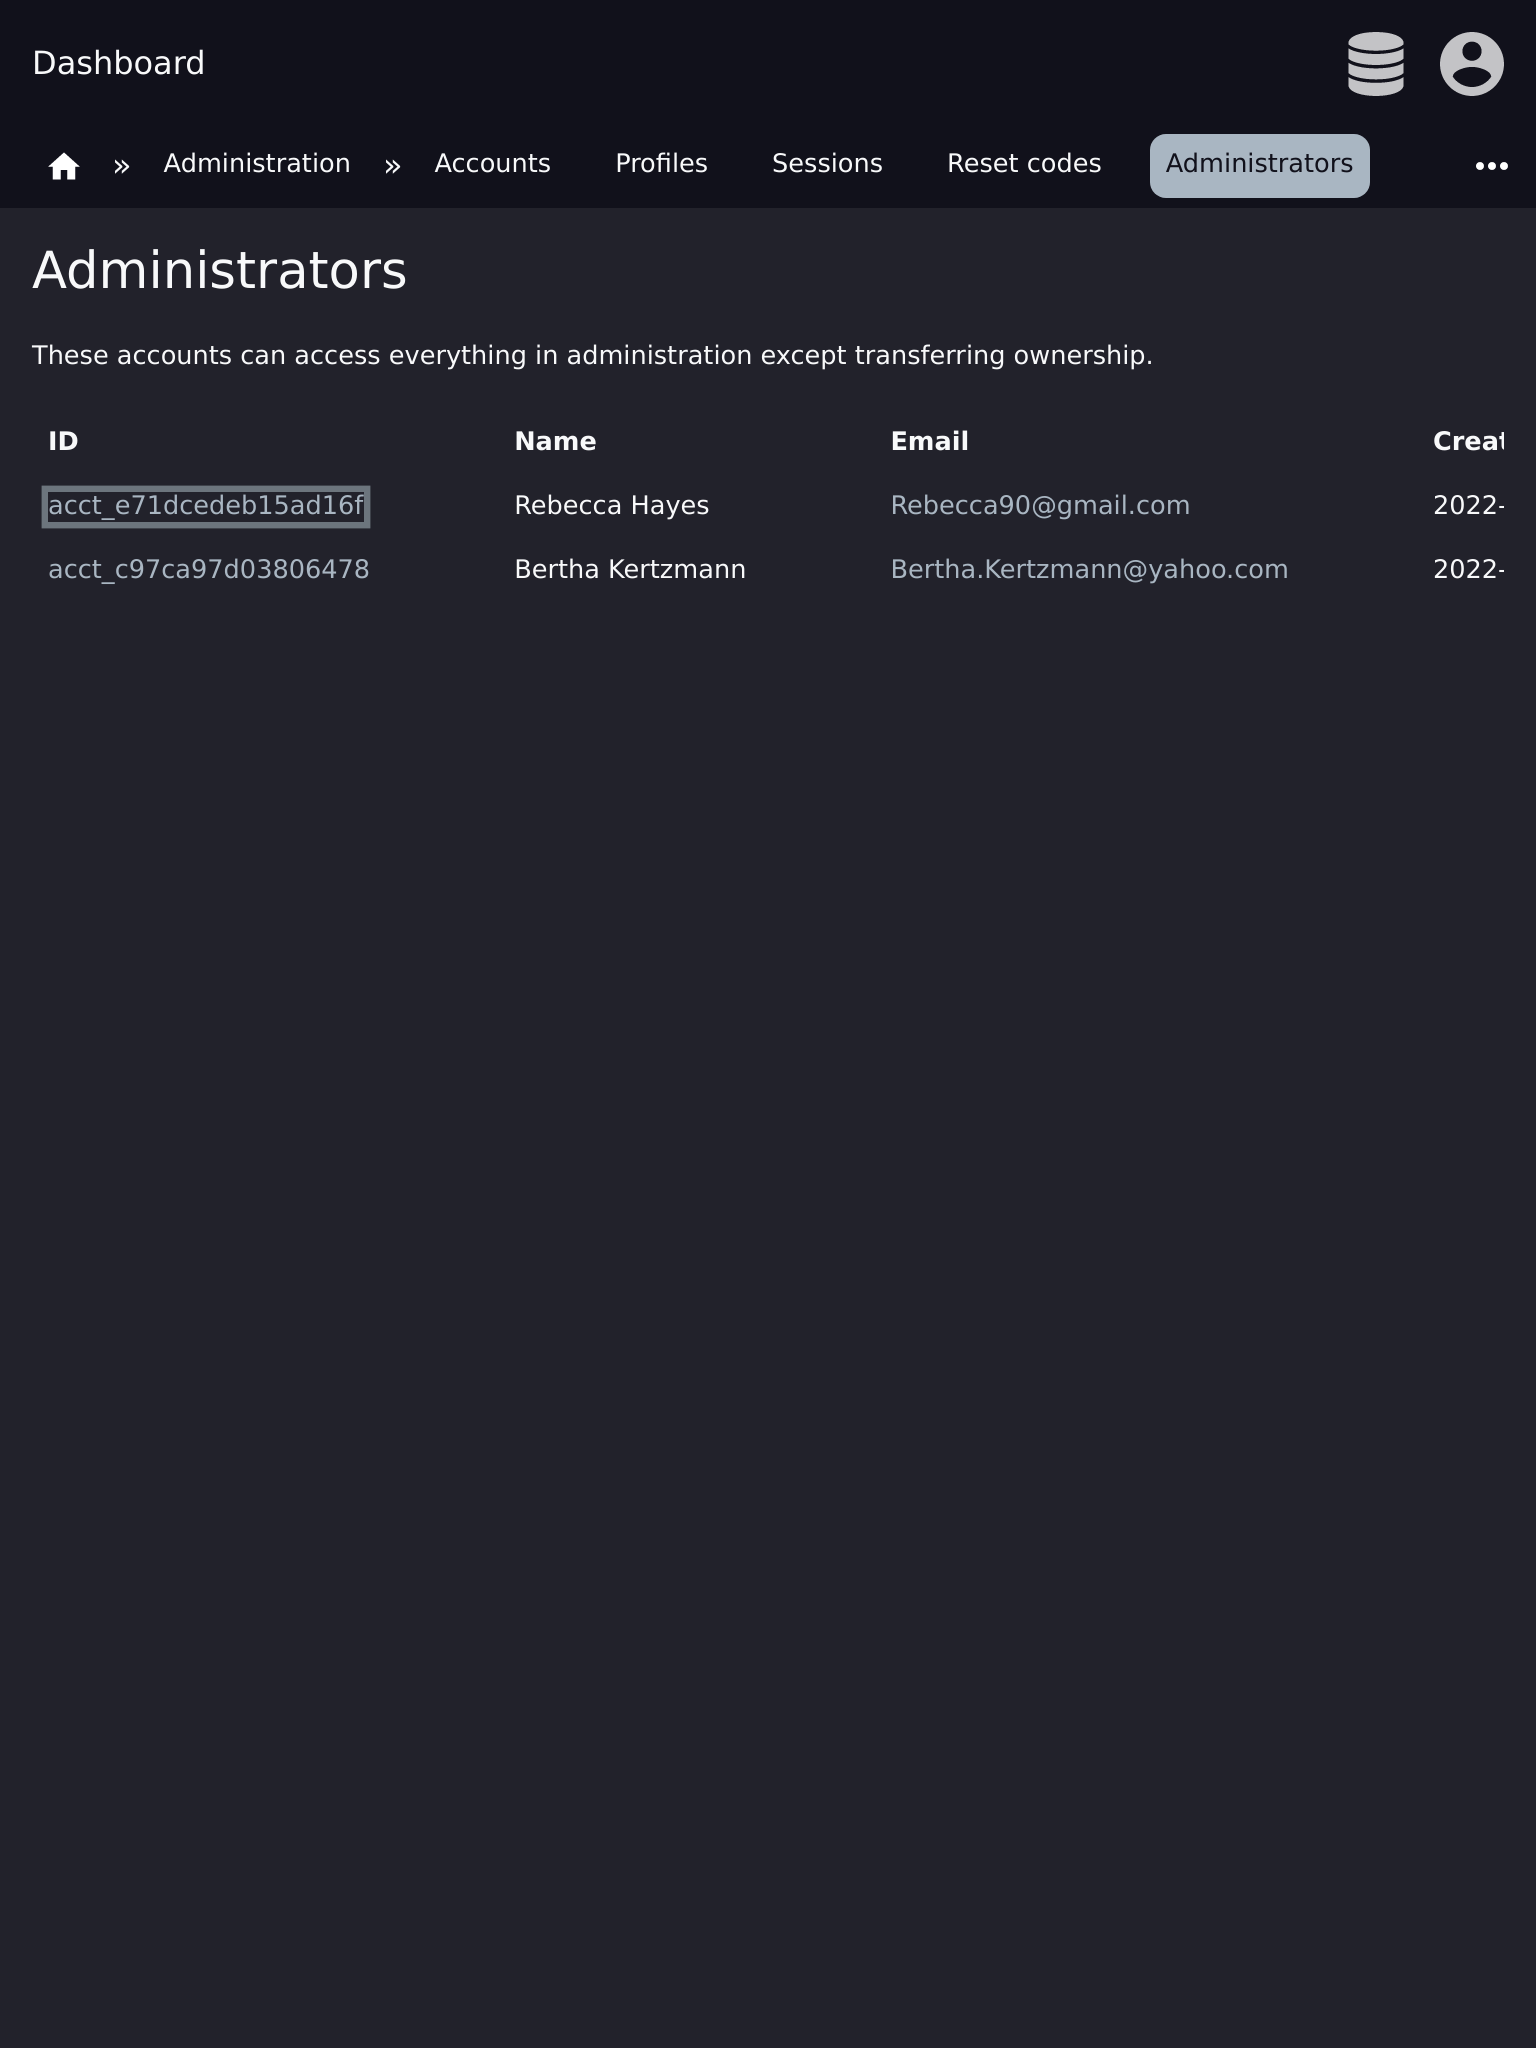 Dashboard
» Administration » Accounts Profiles Sessions Reset codes Administrators
Administrators
These accounts can access everything in administration except transferring ownership.
ID Name Email Creat
acct_e71dcedeb15ad16f Rebecca Hayes Rebecca90@gmail.com 2022-
acct_c97ca97d03806478 Bertha Kertzmann Bertha.Kertzmann@yahoo.com 2022-